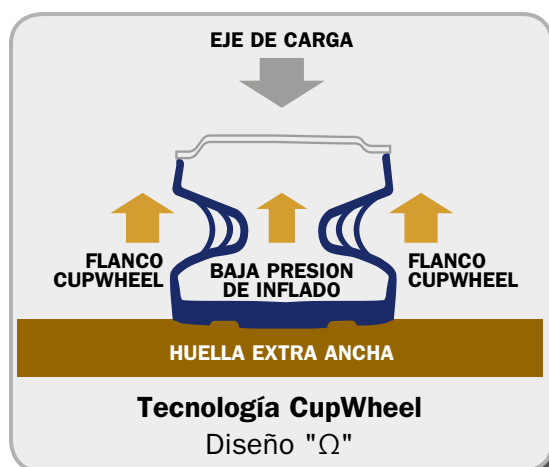 EJE DE CARGA
FLANCO
CUPWHEEL
BAJA PRESION
DE INFLADO
FLANCO
CUPWHEEL
HUELLA EXTRA ANCHA
Tecnología CupWheel
Diseño "Ω"